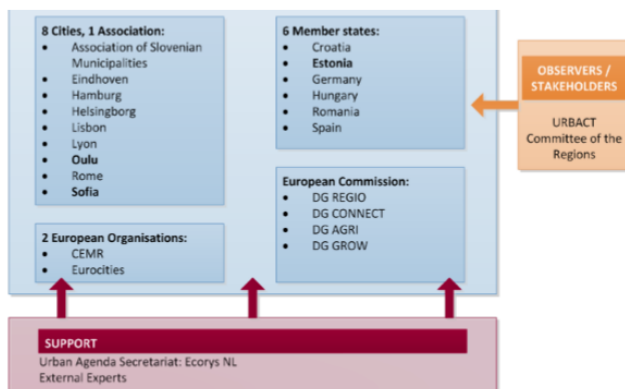 8 Cities, 1 Association:
• Association of Slovenian
Municipalities
• Eindhoven
• Hamburg
• Helsingborg
• Lisbon
• Lyon
• Oulu
• Rome
• Sofia
2 European Organisations:
• CEMR
• Eurocities
6 Member states:
• Croatia
• Estonia
• Germany
• Hungary
• Romania
• Spain
European Commission:
• DG REGIO
• DG CONNECT
• DG AGRI
• DG GROW
OBSERVERS /
STAKEHOLDERS
URBACT
Committee of the
Regions
SUPPORT
Urban Agenda Secretariat: Ecorys NL
External Experts